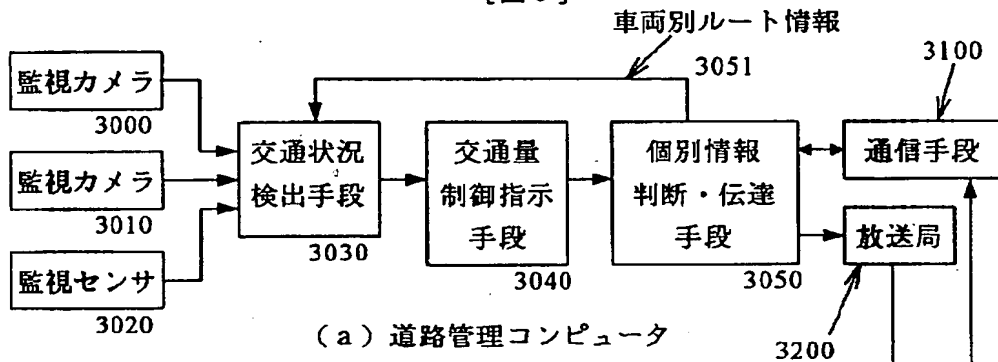 車両別ルート情報
3051
3100
監視カメラ
3000
監視カメラ
3010
監視センサ
3020
交通状況
検出手段
3030
交通量
制御指示
手段
3040
個別情報
判断・伝達
手段
3050
通信手段
放送局
3200
(a)道路管理コンピュータ